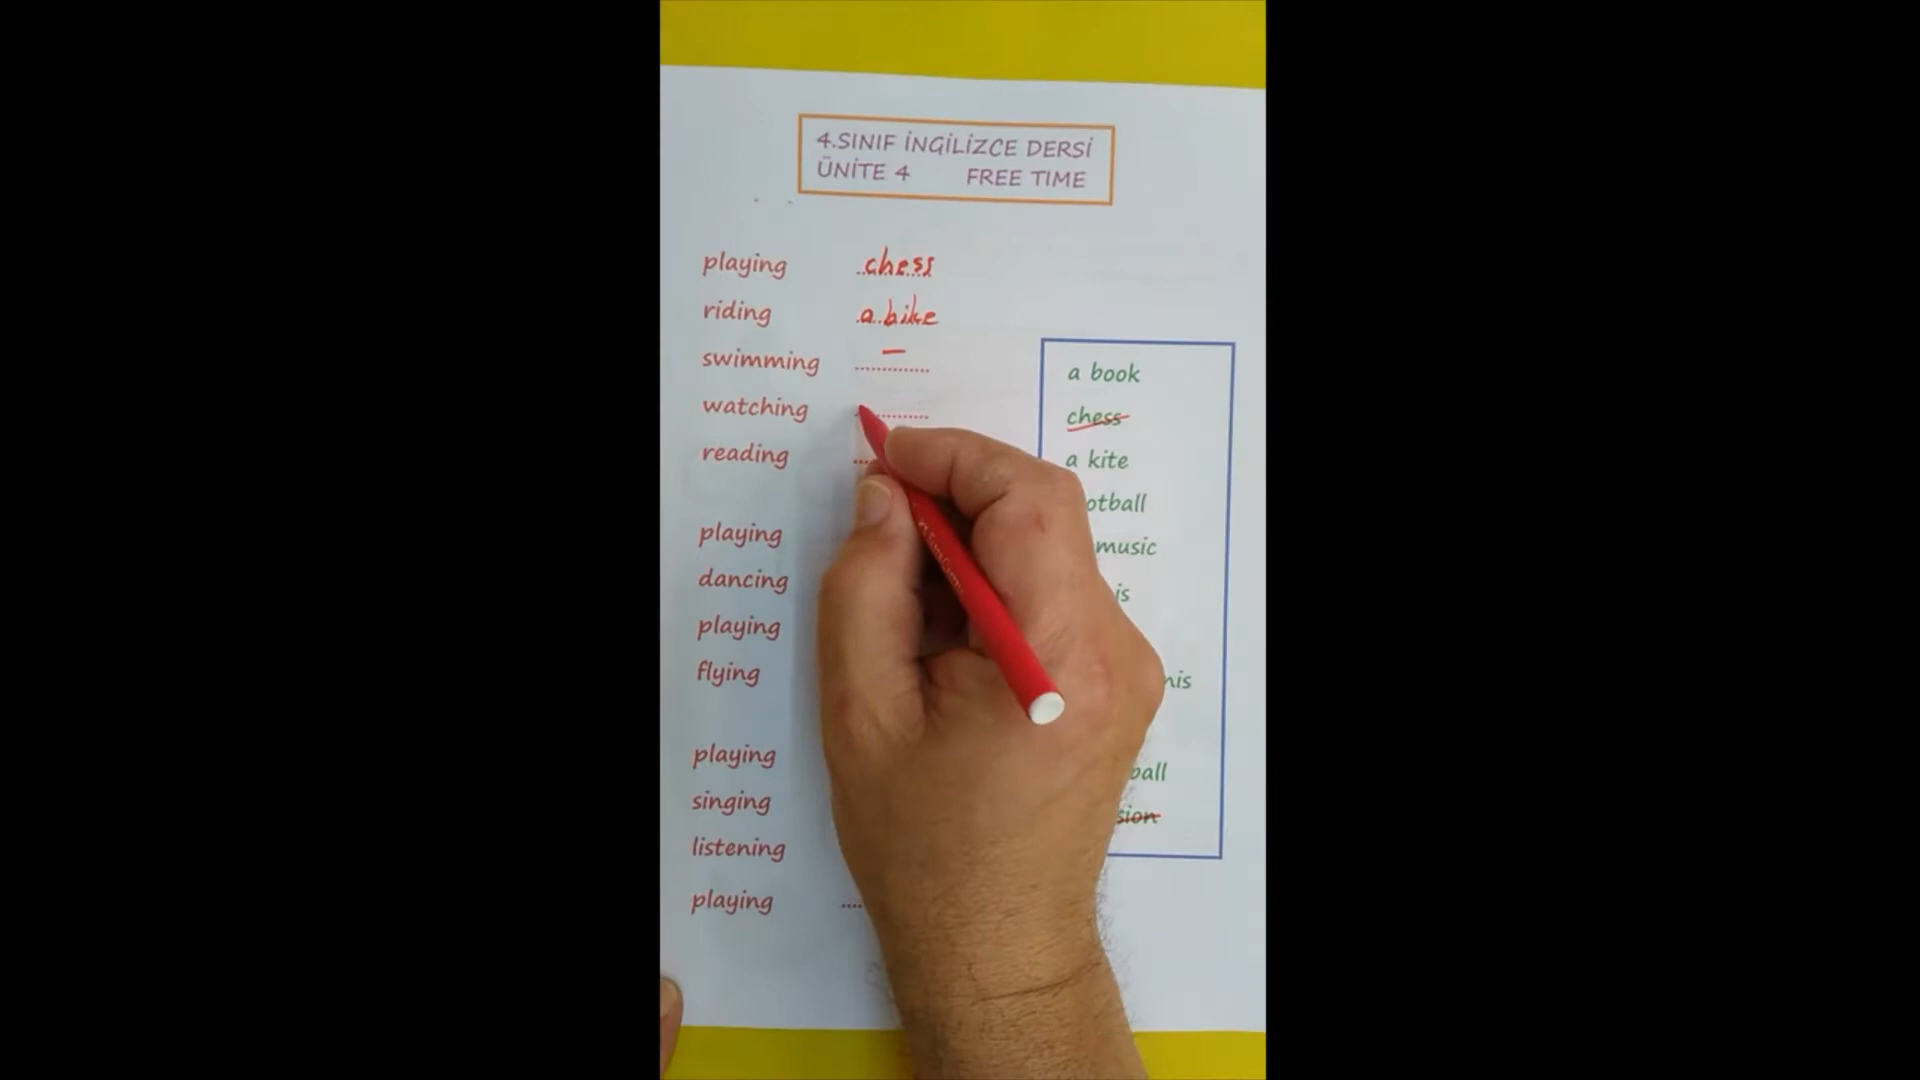 4.SINIF İNGİLİZCE DERSİ
ÜNİTE 4 FREE TIME
playing chess
riding a bike
swimming –
watching
reading
playing
dancing
playing
flying
playing
singing
listening
playing
a book
chess
a kite
music